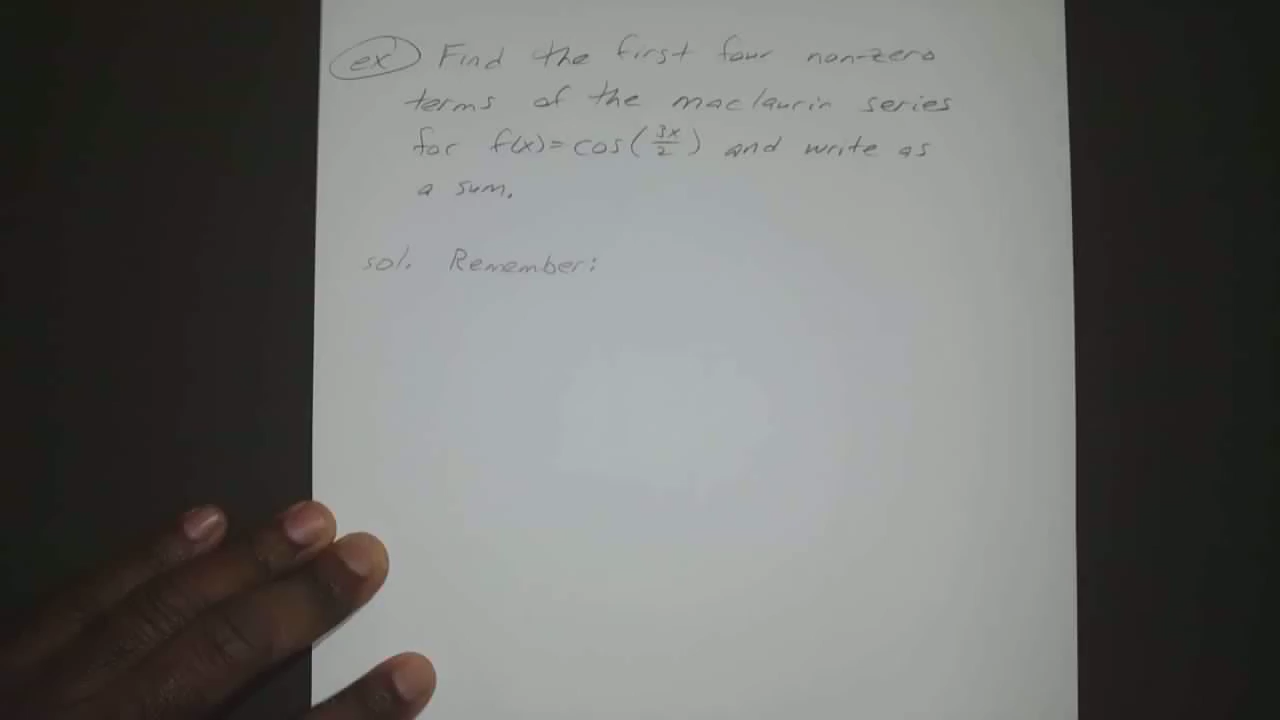 ex Find the first four non-zero
terms of the maclaurin series
for f(x)=cos(3x/2) and write as
a sum.
sol. Remember: